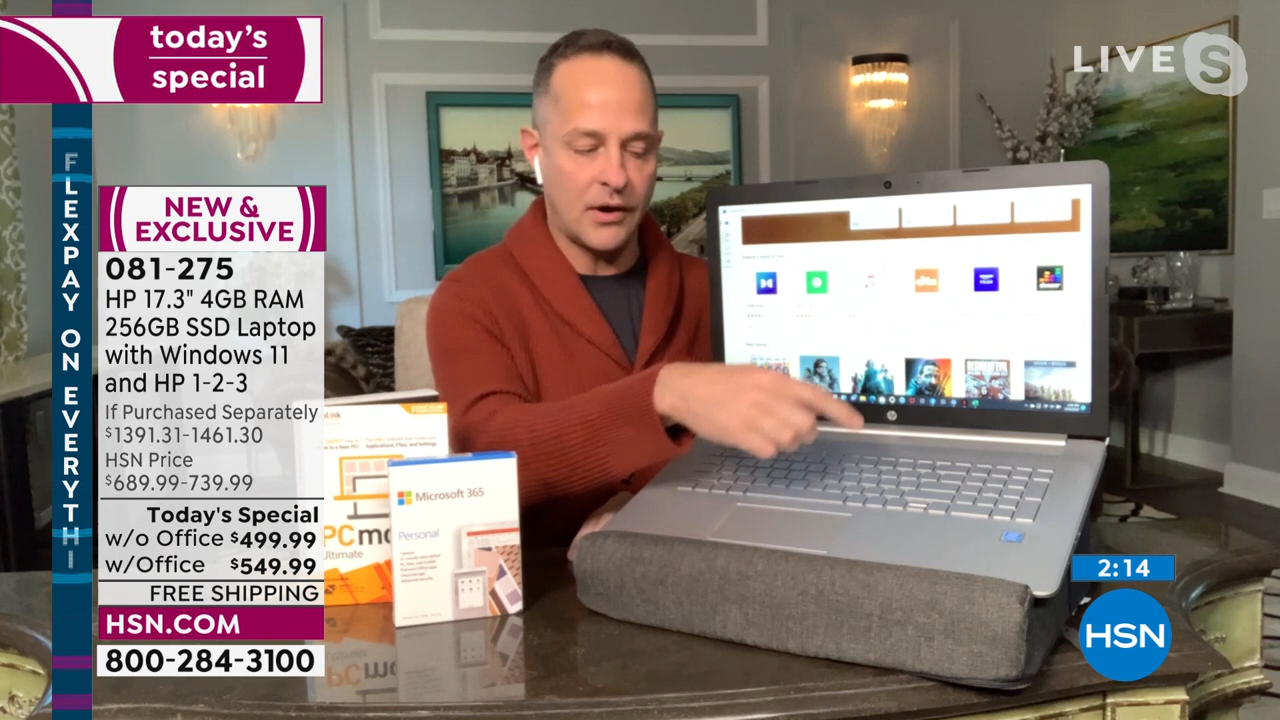 today's
special
LIVE S
FLEXPAY ON EVERYTHI
NEW &
EXCLUSIVE
081-275
HP 17.3" 4GB RAM
256GB SSD Laptop
with Windows 11
and HP 1-2-3
If Purchased Separately
$1391.31-1461.30
HSN Price
$689.99-739.99
Today's Special
w/o Office $499.99
w/Office $549.99
FREE SHIPPING
HSN.COM
800-284-3100
Microsoft 365
Personal
PC mo
Ultimate
hp
2:14
HSN